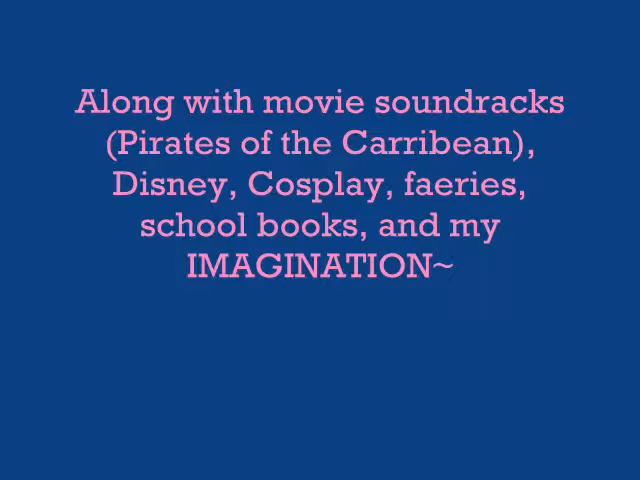 Along with movie soundracks
(Pirates of the Carribean),
Disney, Cosplay, faeries,
school books, and my
IMAGINATION~